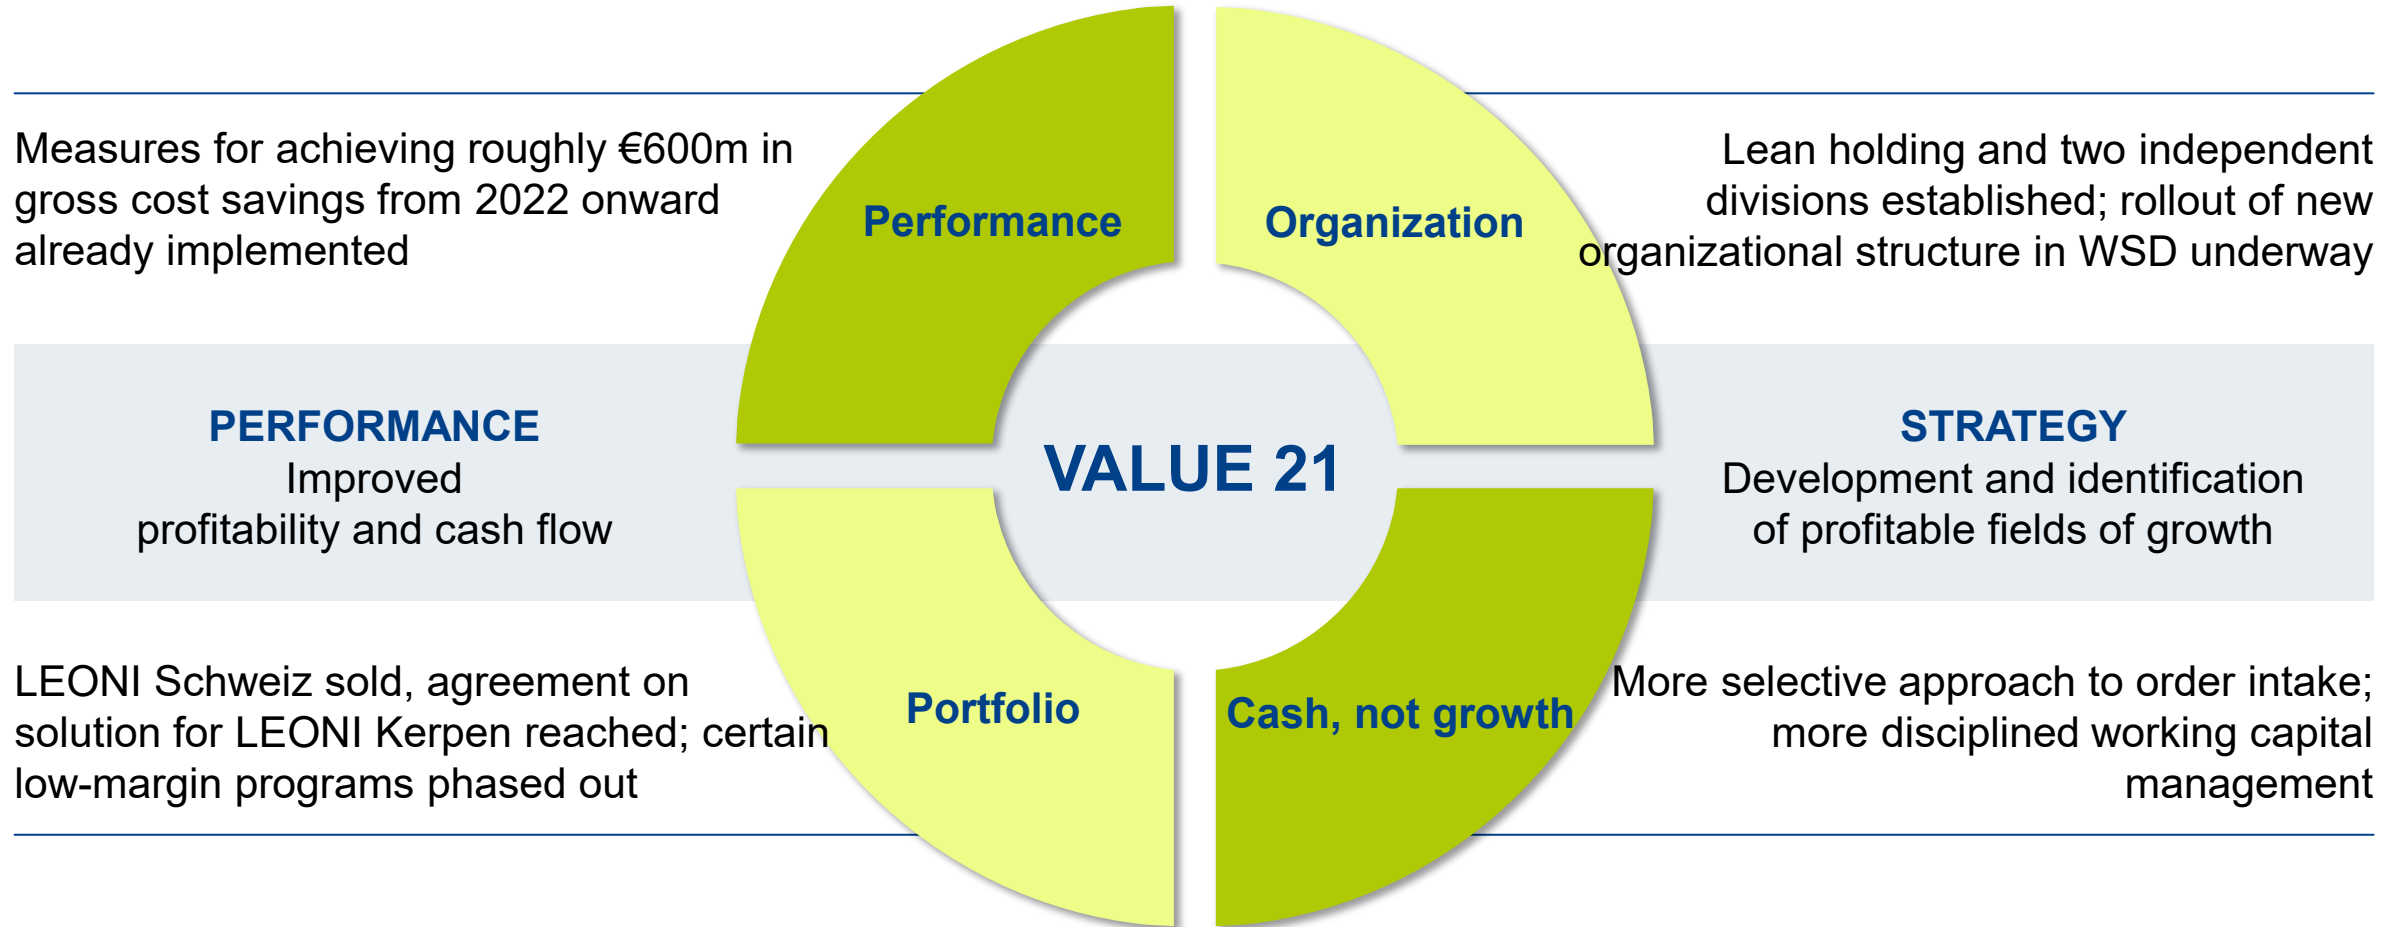 Measures for achieving roughly €600m in
gross cost savings from 2022 onward
already implemented
Performance
Organization
Lean holding and two independent
divisions established; rollout of new
organizational structure in WSD underway
PERFORMANCE
Improved
profitability and cash flow
VALUE 21
STRATEGY
Development and identification
of profitable fields of growth
LEONI Schweiz sold, agreement on
solution for LEONI Kerpen reached; certain
low-margin programs phased out
Portfolio
Cash, not growth
More selective approach to order intake;
more disciplined working capital
management